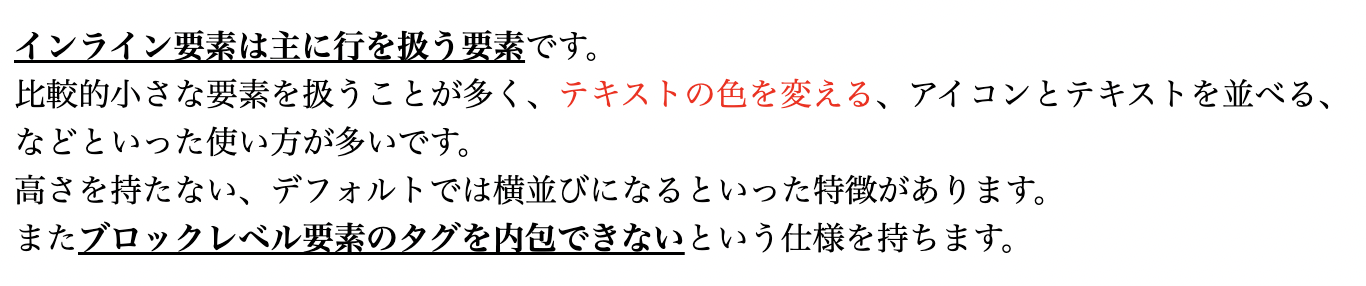 インライン要素は主に行を扱う要素です。
比較的小さな要素を扱うことが多く、テキストの色を変える、アイコンとテキストを並べる、
などといった使い方が多いです。
高さを持たない、デフォルトでは横並びになるといった特徴があります。
またブロックレベル要素のタグを内包できないという仕様を持ちます。